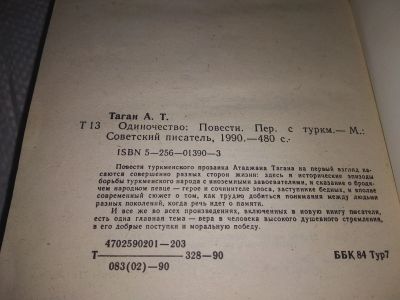 Таган А. Т.
Т 13 Одиночество: Повести. Пер. с туркм.— М.:
Советский писатель, 1990.—480 с.
ISBN 5—256—01390—3
Повести туркменского прозаика Атаджана Тагана на первый взгляд ка-
саются совершенно разных сторон жизни: здесь и исторические эпизоды
борьбы туркменского народа с иноземными завоевателями, и сказание о бродя-
чем народном певце — герое и сочинителе эпоса, заступнике бедных, и вполне
современный сюжет о том, как трудно добиться понимания между людьми
разных поколений, когда речь идет о памяти.
И все же во всех произведениях, включенных в новую книгу писателя,
есть одна главная тема — вера в человека высокого душевного стремления,
в его добрые поступки и моральную победу.
4702590201—203
Т————328—90
083(02)—90
ББК 84 Тур7